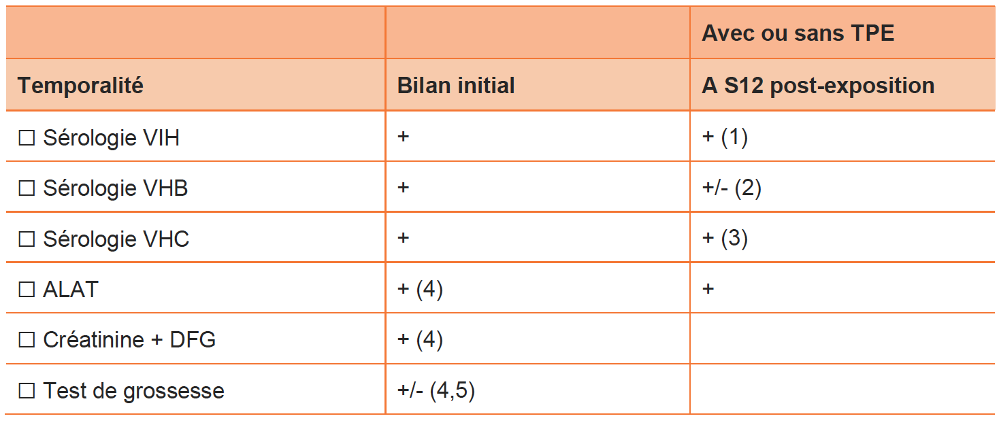 Avec ou sans TPE
Temporalité Bilan initial A S12 post-exposition
☐ Sérologie VIH + + (1)
☐ Sérologie VHB + +/- (2)
☐ Sérologie VHC + + (3)
☐ ALAT + (4) +
☐ Créatinine + DFG + (4)
☐ Test de grossesse +/- (4,5)